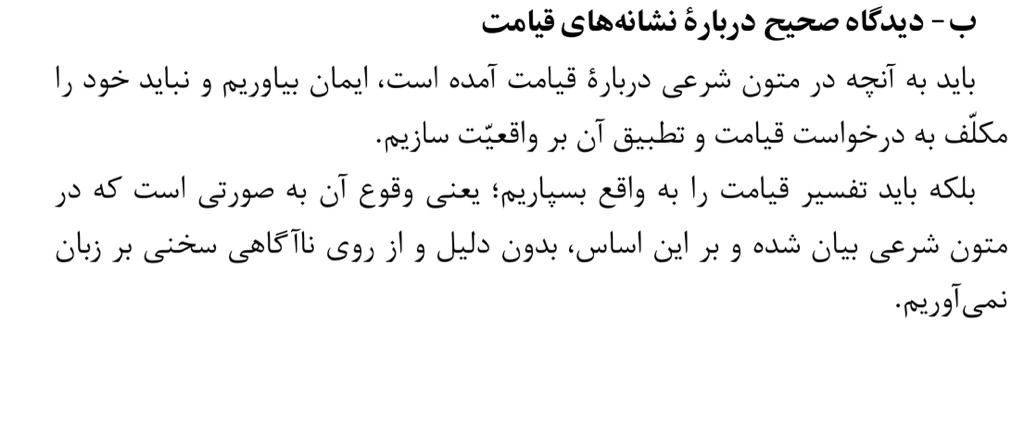 ب- دیدگاه صحیح دربارهٔ نشانه‌های قیامت
باید به آنچه در متون شرعی دربارهٔ قیامت آمده است، ایمان بیاوریم و نباید خود را
مکلّف به درخواست قیامت و تطبیق آن بر واقعیّت سازیم.
بلکه باید تفسیر قیامت را به واقع بسپاریم؛ یعنی وقوع آن به صورتی است که در
متون شرعی بیان شده و بر این اساس، بدون دلیل و از روی ناآگاهی سخنی بر زبان
نمی‌آوریم.